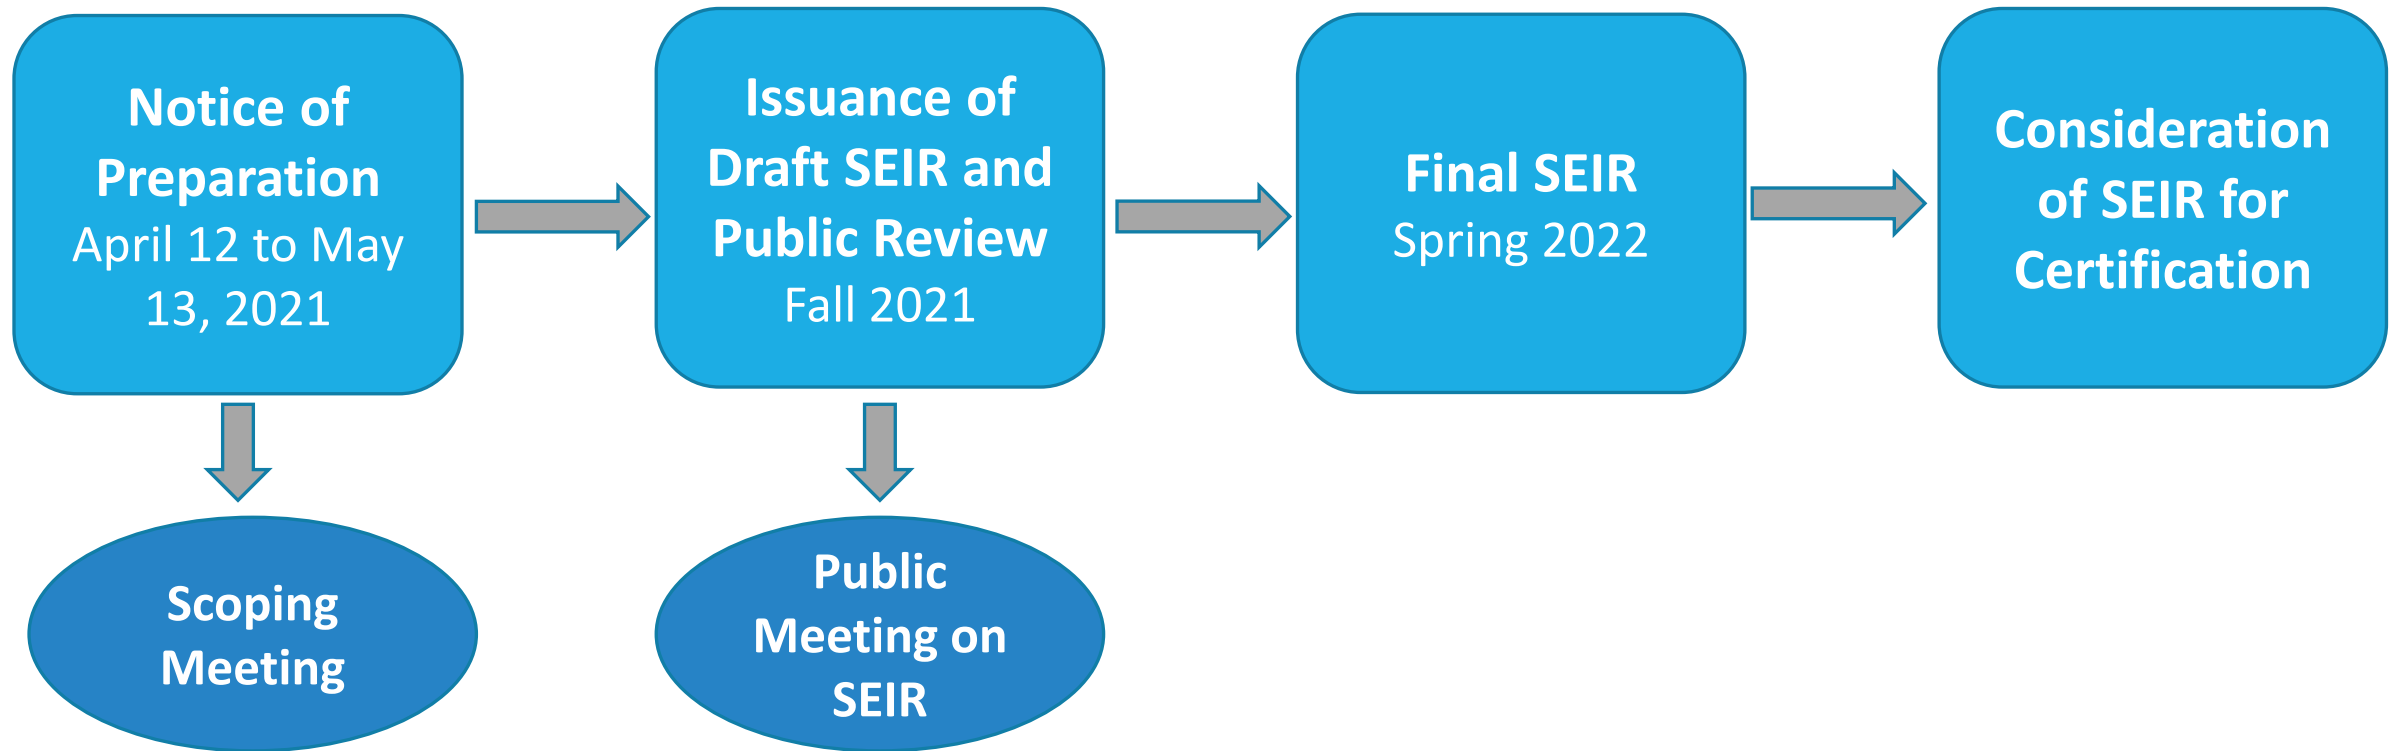 Notice of
Preparation
April 12 to May
13, 2021
Issuance of
Draft SEIR and
Public Review
Fall 2021
Final SEIR
Spring 2022
Consideration
of SEIR for
Certification
Scoping
Meeting
Public
Meeting on
SEIR